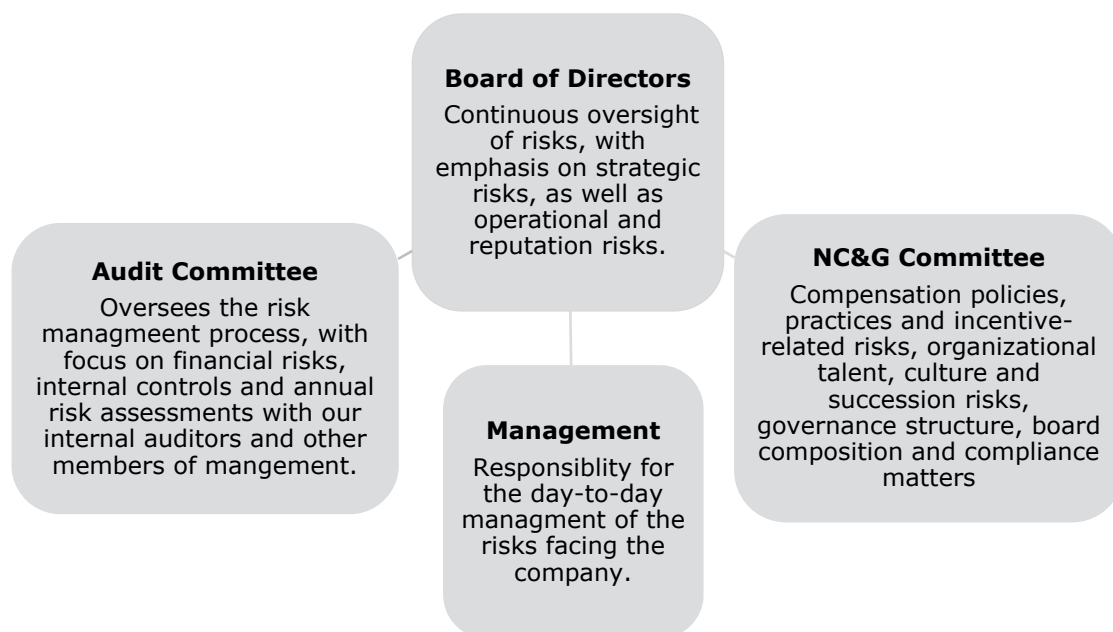 Board of Directors
Continuous oversight
of risks, with
emphasis on strategic
risks, as well as
operational and
reputation risks.
Audit Committee
Oversees the risk
managmeent process, with
focus on financial risks,
internal controls and annual
risk assessments with our
internal auditors and other
members of mangement.
NC&G Committee
Compensation policies,
practices and incentive-
related risks, organizational
talent, culture and
succession risks,
governance structure, board
composition and compliance
matters
Management
Responsiblity for
the day-to-day
managment of the
risks facing the
company.